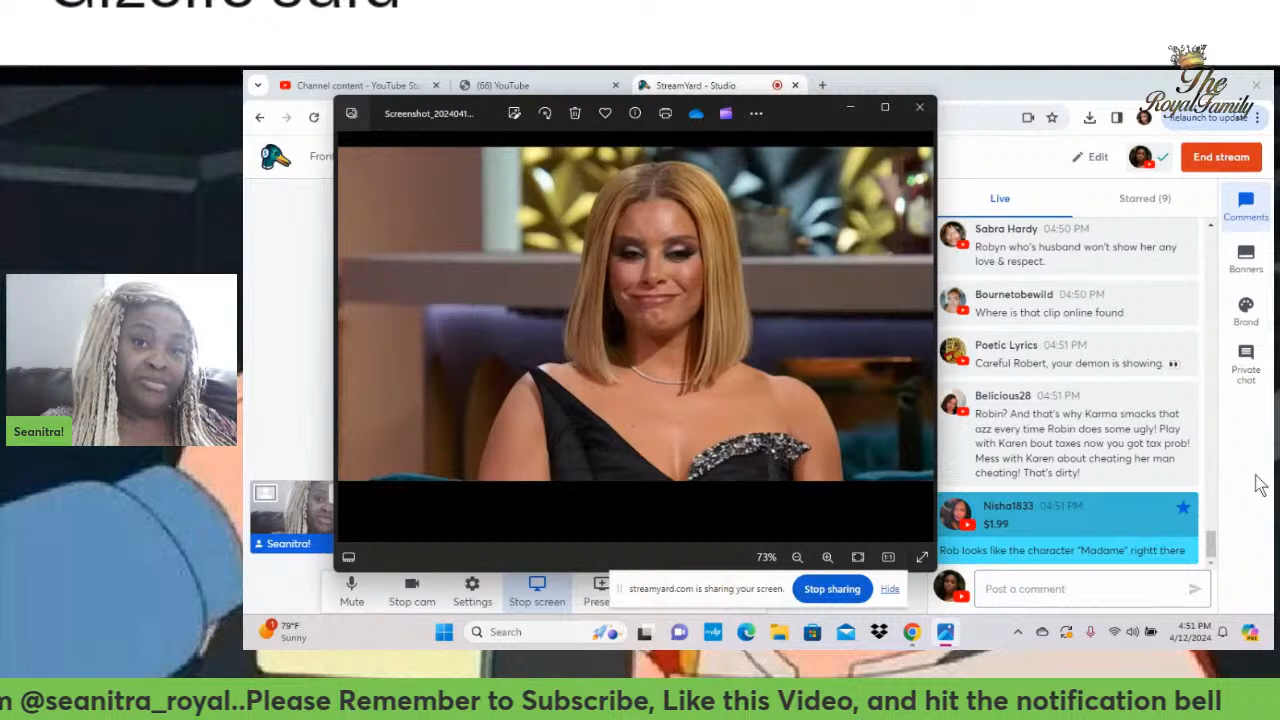 The
Royal Family
Channel content - YouTube Stu
(66) YouTube
StreamYard - Studio
Screenshot_2024041...
Relaunch to update
Edit
End stream
Live
Starred (9)
Comments
Banners
Brand
Private
chat
Sabra Hardy 04:50 PM
Robyn who's husband won't show her any
love & respect.
Bournetobewild 04:50 PM
Where is that clip online found
Poetic Lyrics 04:51 PM
Careful Robert, your demon is showing. 👀
Belicious28 04:51 PM
Robin? And that's why Karma smacks that
azz every time Robin does some ugly! Play
with Karen bout taxes now you got tax prob!
Mess with Karen about cheating her man
cheating! That's dirty!
Nisha1833 04:51 PM
$1.99
Rob looks like the character "Madame" rightt there
Post a comment
Seanitra!
Seanitra!
73%
1:1
streamyard.com is sharing your screen.
Stop sharing
Hide
Mute
Stop cam
Settings
Stop screen
Prese
79°F
Sunny
Search
4:51 PM
4/12/2024
m @seanitra_royal..Please Remember to Subscribe, Like this Video, and hit the notification bell